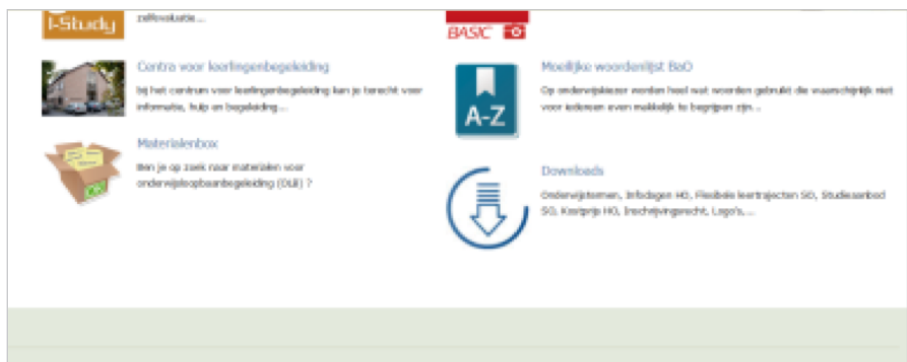 I-Study
zelfevaluatie...
BASIC
Centra voor leerlingenbegeleiding
bij het centrum voor leerlingenbegeleiding kan je terecht voor
informatie, hulp en begeleiding...
Materialenbox
Ben je op zoek naar materialen voor
onderwijsloopbaanbegeleiding (OLB) ?
A-Z
Moeilijke woordenlijst BaO
Op onderwijskiezer worden heel wat woorden gebruikt die waarschijnlijk niet
voor iedereen even makkelijk te begrijpen zijn...
Downloads
Onderwijstermen, Infodagen HO, Flexibele leertrajecten SO, Studieaanbod
SO, Kostprijs HO, Inschrijvingsrecht, Logo's,...